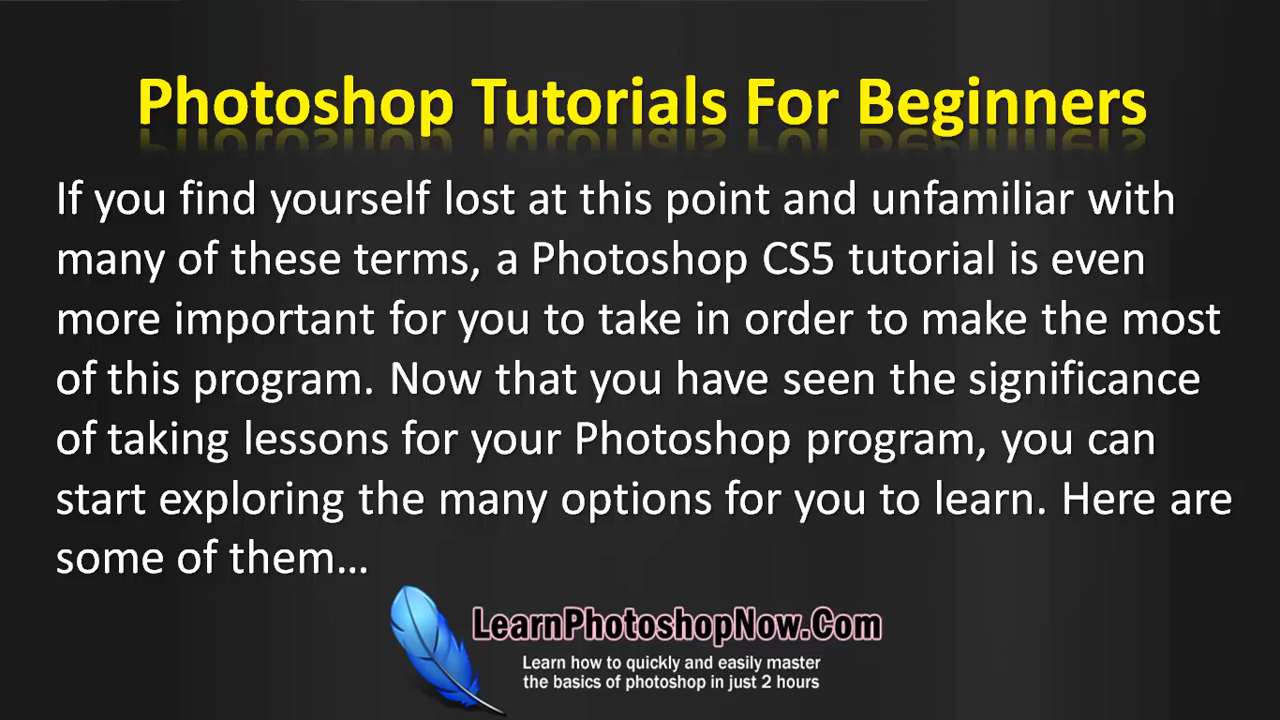 Photoshop Tutorials For Beginners
If you find yourself lost at this point and unfamiliar with
many of these terms, a Photoshop CS5 tutorial is even
more important for you to take in order to make the most
of this program. Now that you have seen the significance
of taking lessons for your Photoshop program, you can
start exploring the many options for you to learn. Here are
some of them…
LearnPhotoshopNow.Com
Learn how to quickly and easily master
the basics of photoshop in just 2 hours